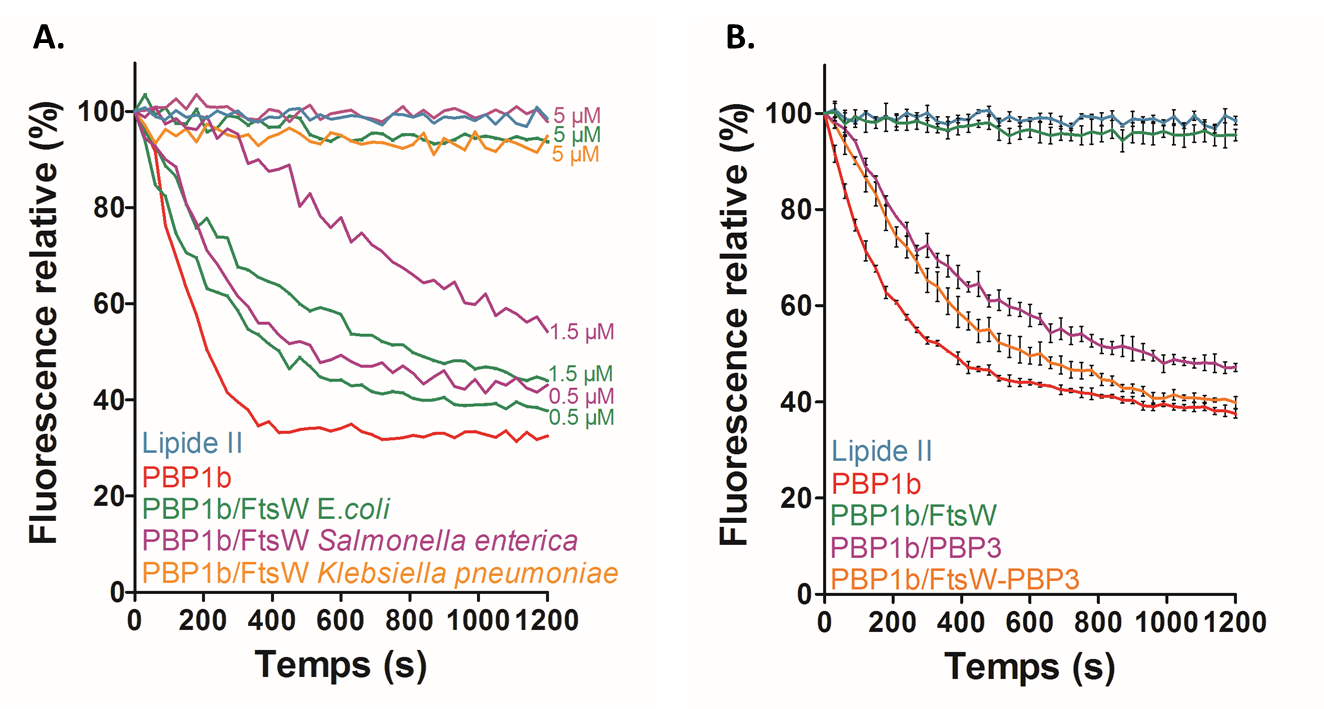 A.
Fluorescence relative (%)
100
80
60
40
20
0
5 µM
5 µM
5 µM
1.5 µM
1.5 µM
0.5 µM
0.5 µM
Lipide II
PBP1b
PBP1b/FtsW E.coli
PBP1b/FtsW Salmonella enterica
PBP1b/FtsW Klebsiella pneumoniae
0 200 400 600 800 1000 1200
Temps (s)
B.
Fluorescence relative (%)
100
80
60
40
20
0
Lipide II
PBP1b
PBP1b/FtsW
PBP1b/PBP3
PBP1b/FtsW-PBP3
0 200 400 600 800 1000 1200
Temps (s)